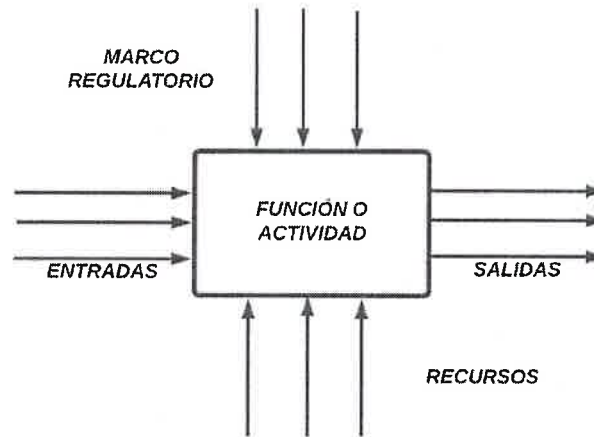 MARCO
REGULATORIO
FUNCIÓN O
ACTIVIDAD
ENTRADAS
SALIDAS
RECURSOS